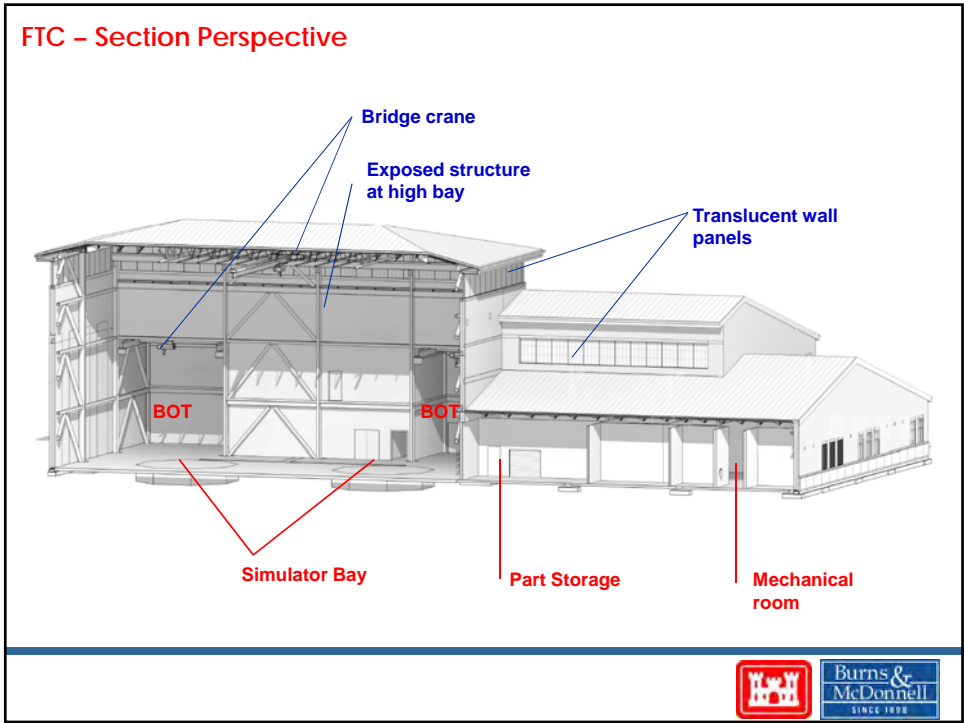 FTC – Section Perspective
Bridge crane
Exposed structure
at high bay
Translucent wall
panels
BOT
BOT
Simulator Bay
Part Storage
Mechanical
room
Burns &
McDonnell
SINCE 1898